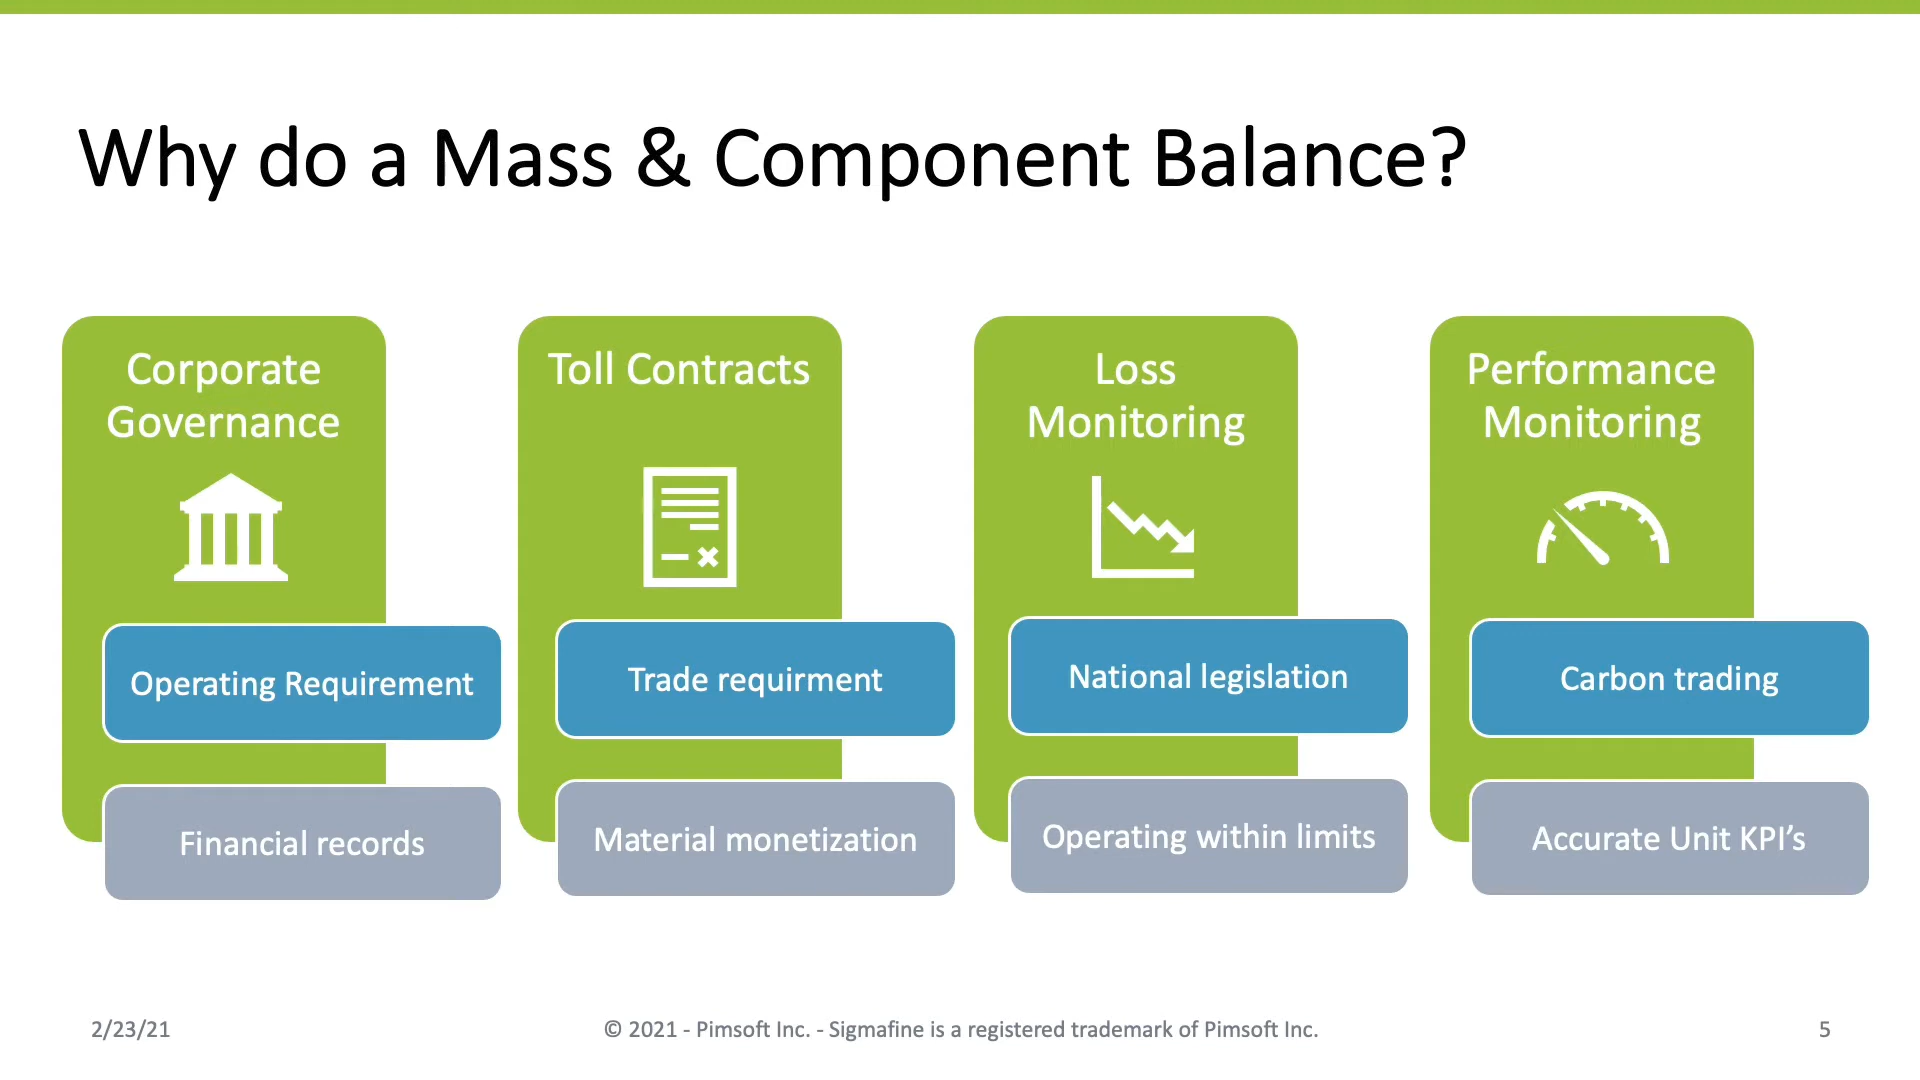 Why do a Mass & Component Balance?
Corporate
Governance
Operating Requirement
Financial records
Toll Contracts
Trade requirment
Material monetization
Loss
Monitoring
National legislation
Operating within limits
Performance
Monitoring
Carbon trading
Accurate Unit KPI’s
2/23/21
© 2021 - Pimsoft Inc. - Sigmafine is a registered trademark of Pimsoft Inc.
5